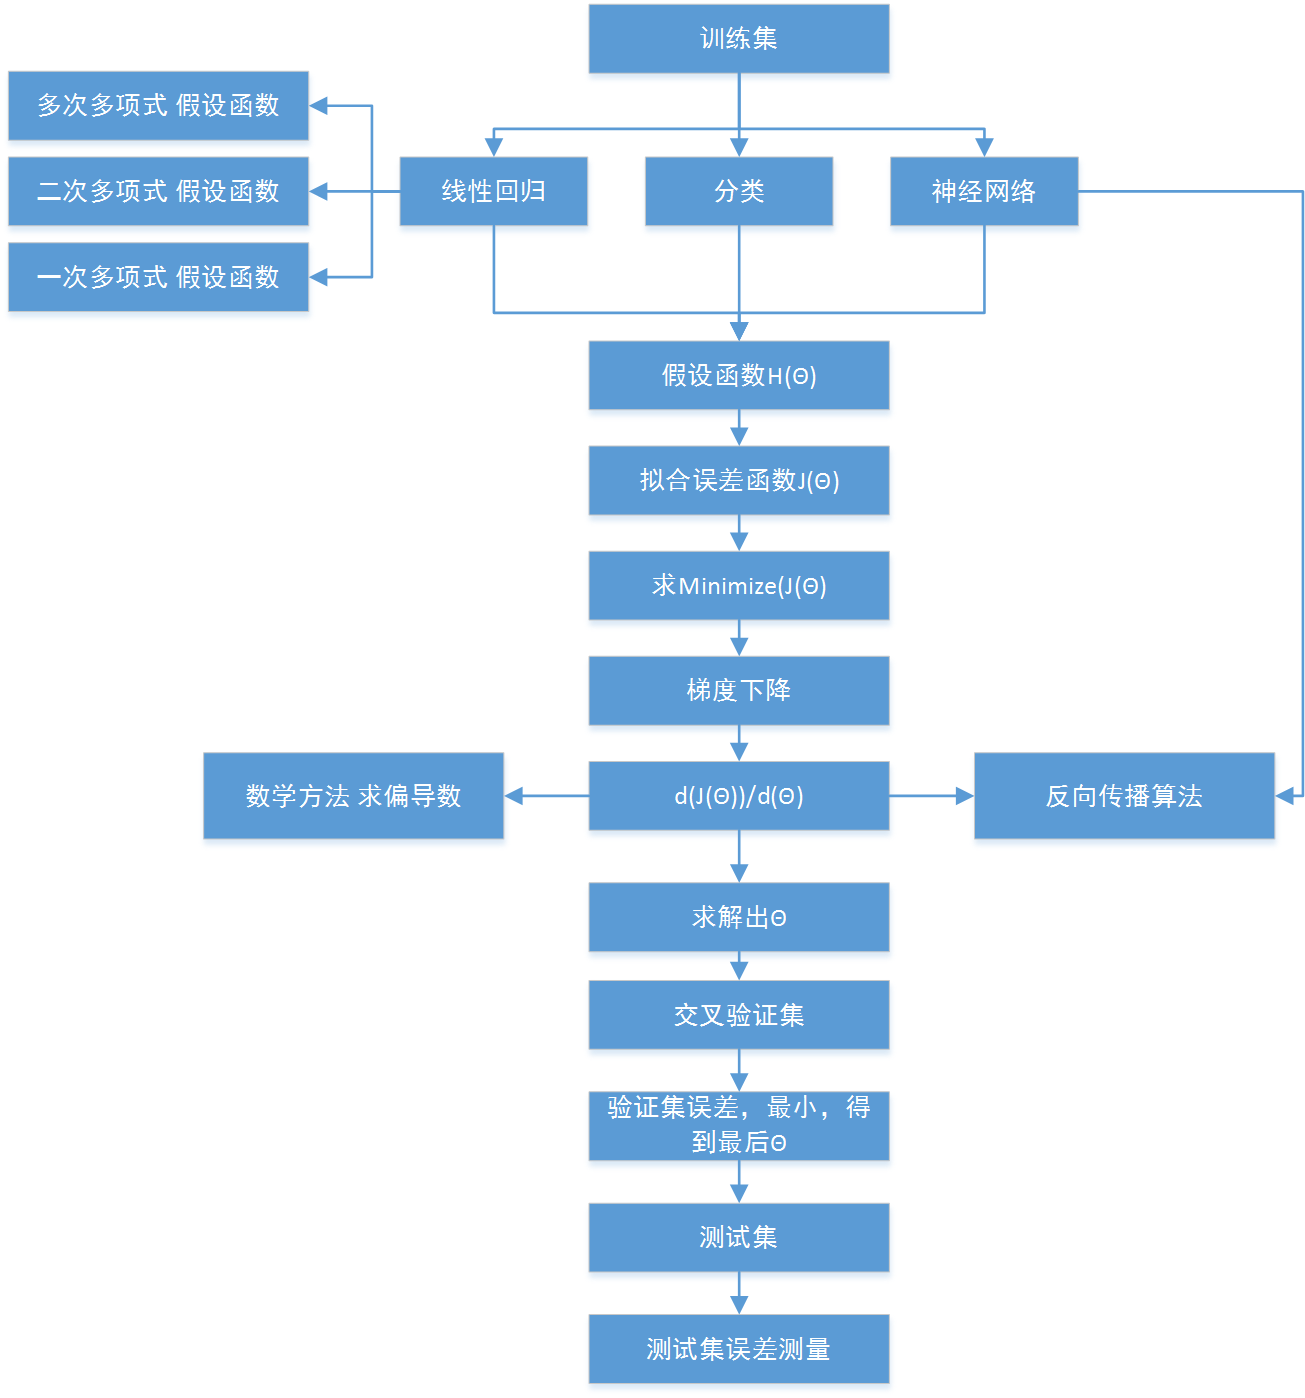 训练集
多次多项式 假设函数
二次多项式 假设函数
一次多项式 假设函数
线性回归
分类
神经网络
假设函数H(Θ)
拟合误差函数J(Θ)
求Minimize(J(Θ)
梯度下降
数学方法 求偏导数
d(J(Θ))/d(Θ)
反向传播算法
求解出Θ
交叉验证集
验证集误差，最小，得
到最后Θ
测试集
测试集误差测量